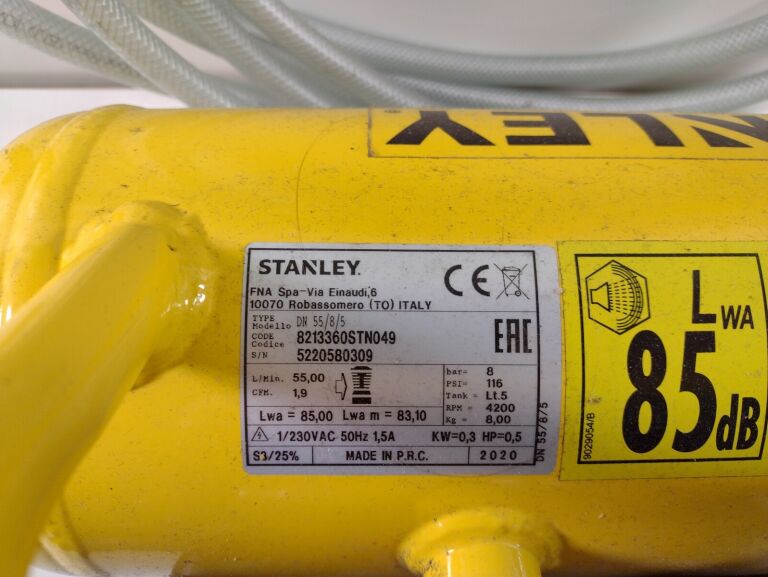 NLEY
STANLEY
CE
FNA Spa-Via Einaudi,6
10070 Robassomero (TO) ITALY
TYPE
Modello DN 55/8/5
EAC
CODE
Codice 8213360STN049
S/N 5220580309
L/Min. 55,00
CFM. 1,9
bar= 8
PSI= 116
Tank = Lt.5
RPM = 4200
Kg = 8,00
Lwa = 85,00 Lwa m = 83,10
1/230VAC 50Hz 1,5A KW=0,3 HP=0,5
S3/25% MADE IN P.R.C. 2020
DN 55/8/5
LWA
85dB
9029054/B